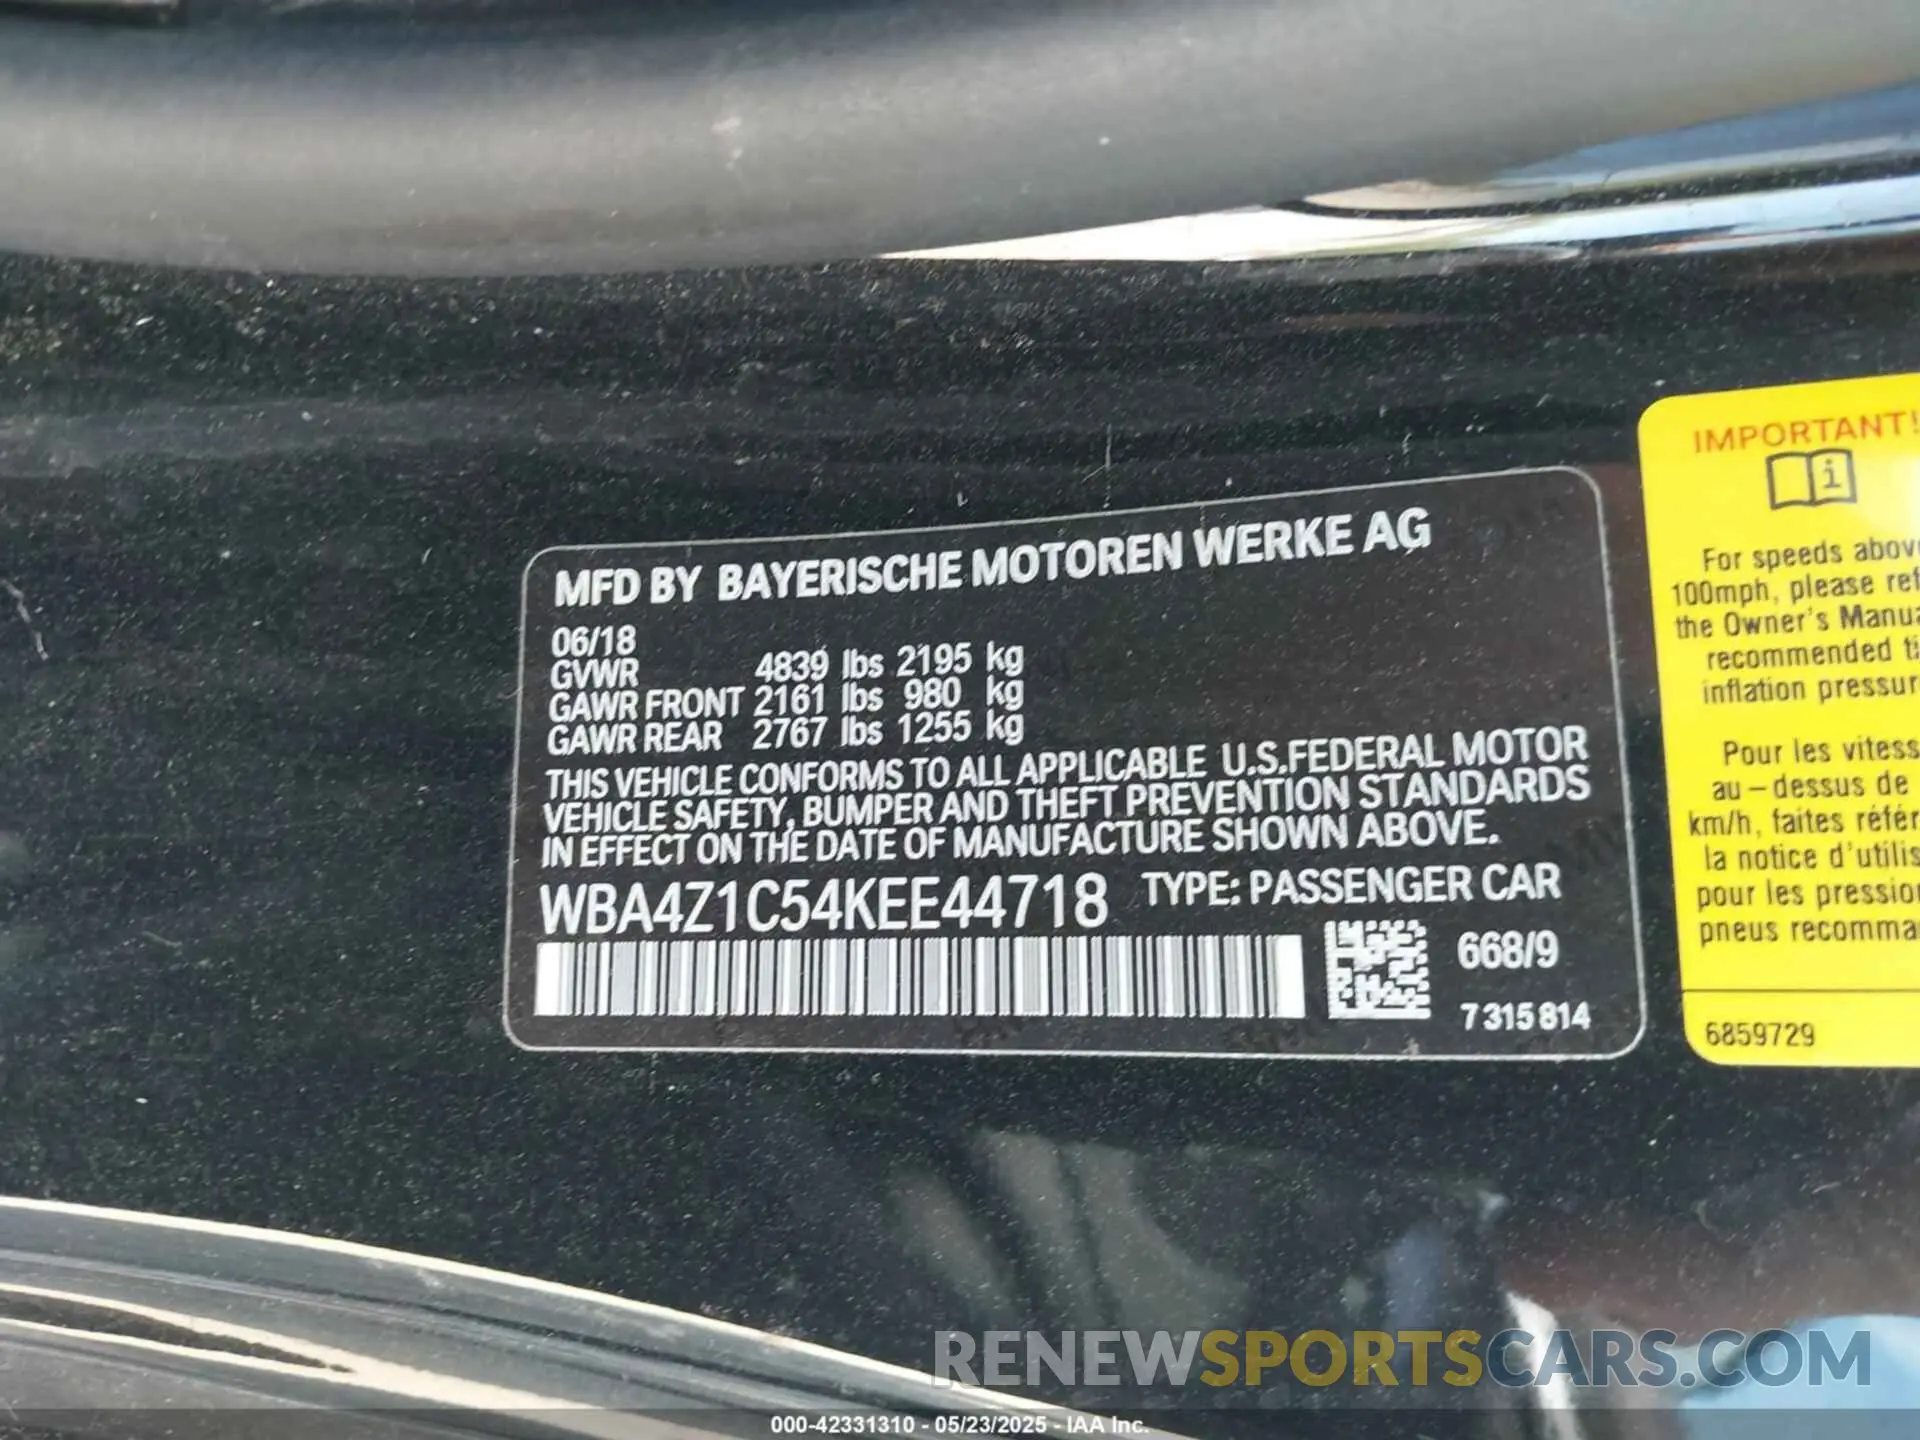 MFD BY BAYERISCHE MOTOREN WERKE AG
06/18
GVWR 4839 lbs 2195 kg
GAWR FRONT 2161 lbs 980 kg
GAWR REAR 2767 lbs 1255 kg
THIS VEHICLE CONFORMS TO ALL APPLICABLE U.S.FEDERAL MOTOR
VEHICLE SAFETY, BUMPER AND THEFT PREVENTION STANDARDS
IN EFFECT ON THE DATE OF MANUFACTURE SHOWN ABOVE.
WBA4Z1C54KEE44718 TYPE: PASSENGER CAR
668/9
7 315 814
IMPORTANT!
i
For speeds above
100mph, please ref
the Owner's Manua
recommended ti
inflation pressur
Pour les vitess
au – dessus de
km/h, faites référ
la notice d'utilis
pour les pression
pneus recomma
6859729
RENEWSPORTSCARS.COM
000-42331310 - 05/23/2025 - IAA Inc.